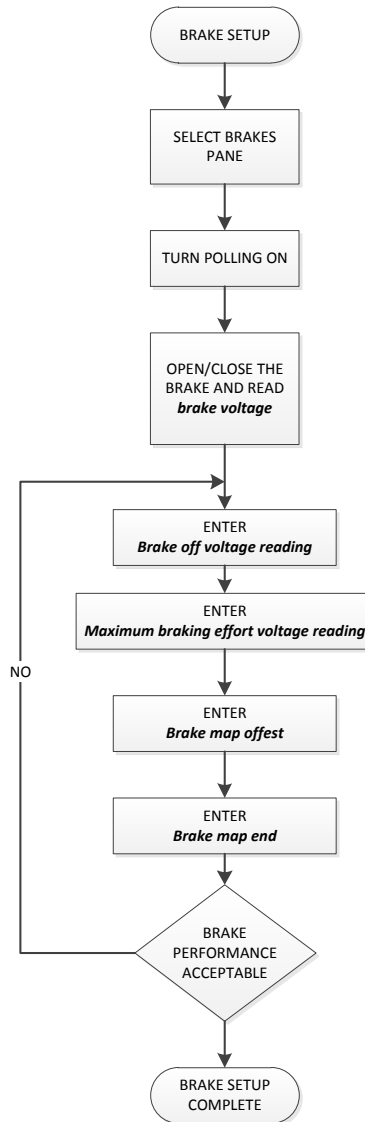 BRAKE SETUP
SELECT BRAKES
PANE
TURN POLLING ON
OPEN/CLOSE THE
BRAKE AND READ
brake voltage
ENTER
Brake off voltage reading
ENTER
Maximum braking effort voltage reading
NO
ENTER
Brake map offest
ENTER
Brake map end
BRAKE
PERFORMANCE
ACCEPTABLE
BRAKE SETUP
COMPLETE